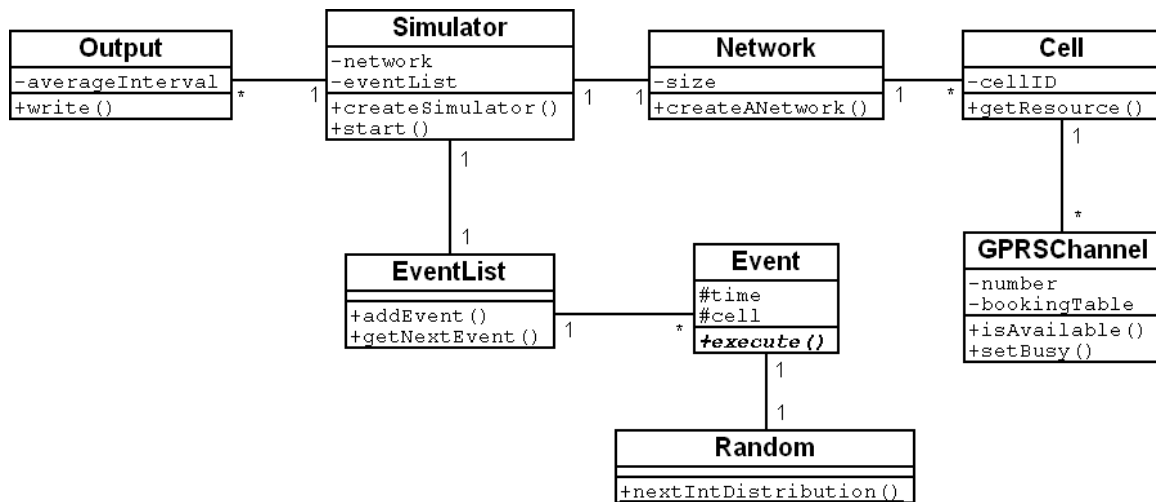 Output
-averageInterval
+write()
*
1
Simulator
-network
-eventList
+createSimulator()
+start()
1
1
Network
-size
+createANetwork()
1
*
Cell
-cellID
+getResource()
1
*
GPRSChannel
-number
-bookingTable
+isAvailable()
+setBusy()
1
1
EventList
+addEvent()
+getNextEvent()
1
*
Event
#time
#cell
+execute()
1
1
Random
+nextIntDistribution()